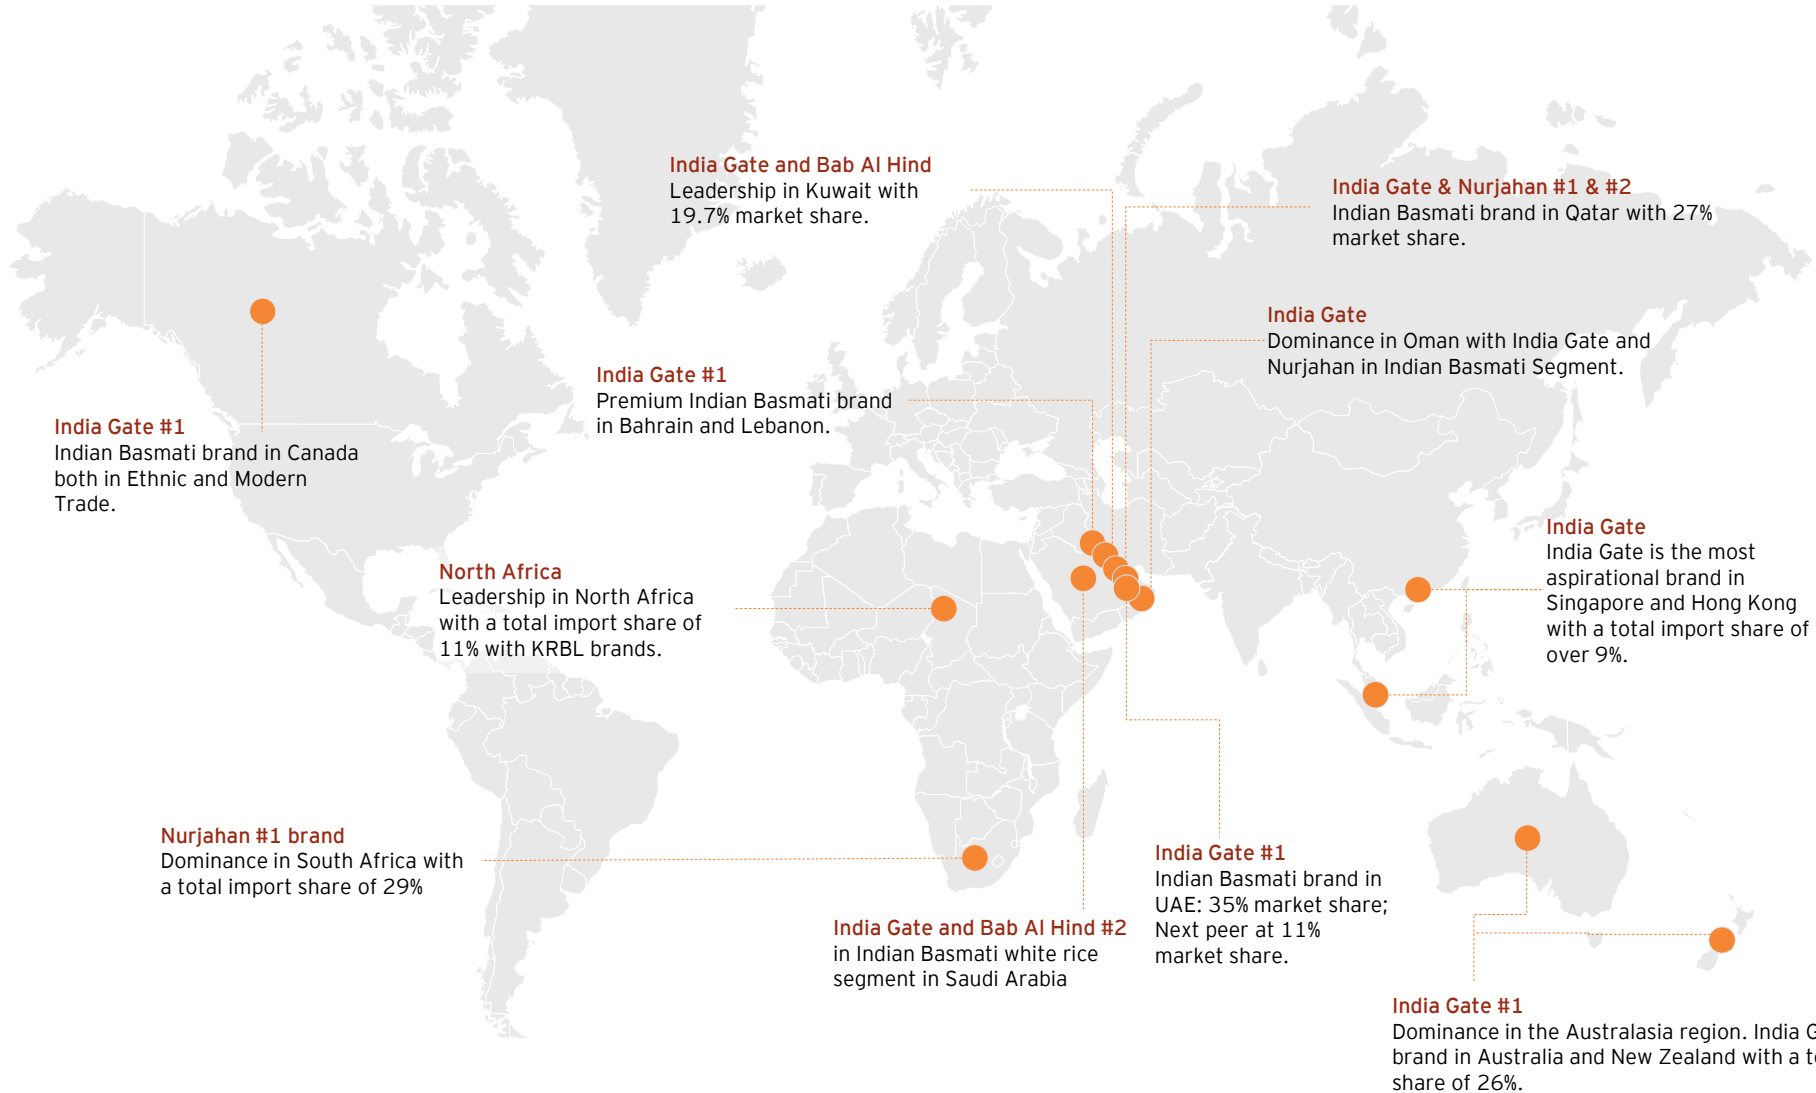 India Gate and Bab Al Hind
Leadership in Kuwait with
19.7% market share.
India Gate & Nurjahan #1 & #2
Indian Basmati brand in Qatar with 27%
market share.
India Gate
Dominance in Oman with India Gate and
Nurjahan in Indian Basmati Segment.
India Gate #1
Premium Indian Basmati brand
in Bahrain and Lebanon.
India Gate #1
Indian Basmati brand in Canada
both in Ethnic and Modern
Trade.
India Gate
India Gate is the most
aspirational brand in
Singapore and Hong Kong
with a total import share of
over 9%.
North Africa
Leadership in North Africa
with a total import share of
11% with KRBL brands.
Nurjahan #1 brand
Dominance in South Africa with
a total import share of 29%
India Gate #1
Indian Basmati brand in
UAE: 35% market share;
Next peer at 11%
market share.
India Gate and Bab Al Hind #2
in Indian Basmati white rice
segment in Saudi Arabia
India Gate #1
Dominance in the Australasia region. India
brand in Australia and New Zealand with a
share of 26%.